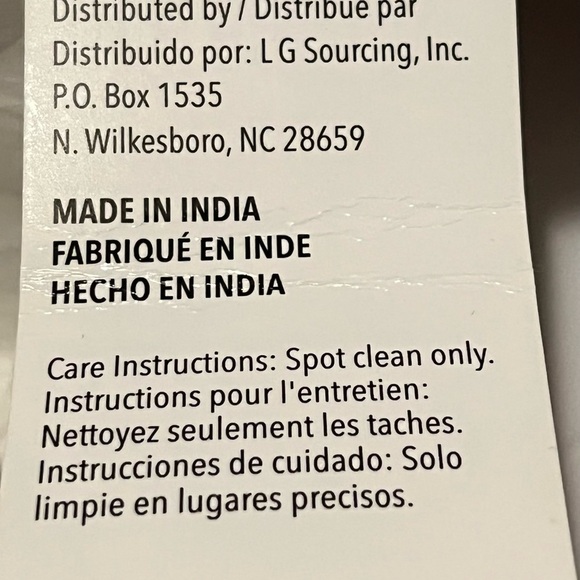 Distributed by / Distribué par
Distribuido por: L G Sourcing, Inc.
P.O. Box 1535
N. Wilkesboro, NC 28659
MADE IN INDIA
FABRIQUÉ EN INDE
HECHO EN INDIA
Care Instructions: Spot clean only.
Instructions pour l'entretien:
Nettoyez seulement les taches.
Instrucciones de cuidado: Solo
limpie en lugares precisos.